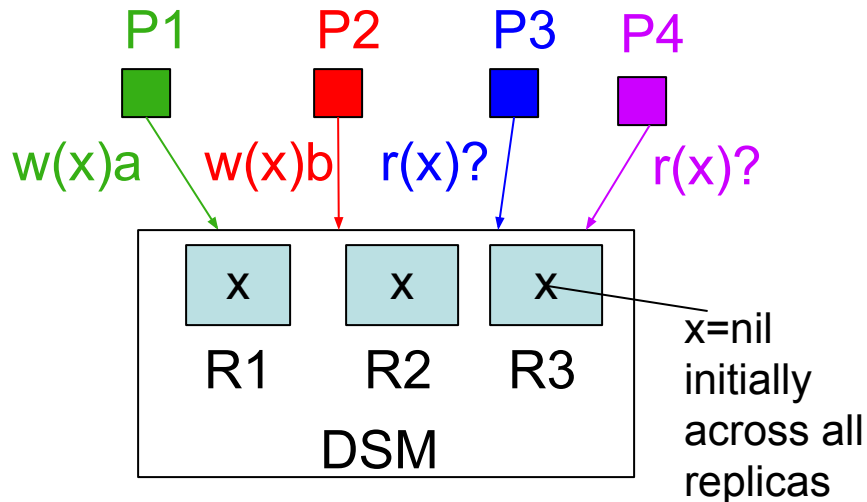 P1 P2 P3 P4
w(x)a w(x)b r(x)? r(x)?
x x x
R1 R2 R3
DSM
x=nil
initially
across all
replicas